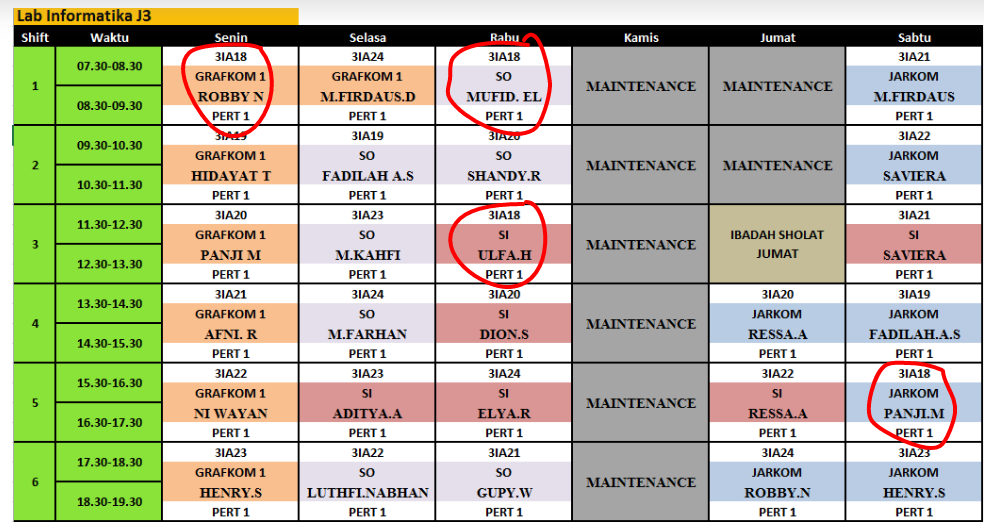 Lab Informatika J3
Shift Waktu Senin Selasa Rabu Kamis Jumat Sabtu
1
07.30-08.30
08.30-09.30
3IA18
GRAFKOM 1
ROBBY N
PERT 1
3IA24
GRAFKOM 1
M.FIRDAUS.D
PERT 1
3IA18
SO
MUFID. EL
PERT 1
MAINTENANCE
MAINTENANCE
3IA21
JARKOM
M.FIRDAUS
PERT 1
2
09.30-10.30
10.30-11.30
3IA19
GRAFKOM 1
HIDAYAT T
PERT 1
3IA19
SO
FADILAH A.S
PERT 1
3IA20
SO
SHANDY.R
PERT 1
MAINTENANCE
MAINTENANCE
3IA22
JARKOM
SAVIERA
PERT 1
3
11.30-12.30
12.30-13.30
3IA20
GRAFKOM 1
PANJI M
PERT 1
3IA23
SO
M.KAHFI
PERT 1
3IA18
SI
ULFA.H
PERT 1
MAINTENANCE
IBADAH SHOLAT
JUMAT
3IA21
SI
SAVIERA
PERT 1
4
13.30-14.30
14.30-15.30
3IA21
GRAFKOM 1
AFNI. R
PERT 1
3IA24
SO
M.FARHAN
PERT 1
3IA20
SI
DION.S
PERT 1
MAINTENANCE
3IA20
JARKOM
RESSA.A
PERT 1
3IA19
JARKOM
FADILAH.A.S
PERT 1
5
15.30-16.30
16.30-17.30
3IA22
GRAFKOM 1
NI WAYAN
PERT 1
3IA23
SI
ADITYA.A
PERT 1
3IA24
SI
ELYA.R
PERT 1
MAINTENANCE
3IA22
SI
RESSA.A
PERT 1
3IA18
JARKOM
PANJI.M
PERT 1
6
17.30-18.30
18.30-19.30
3IA23
GRAFKOM 1
HENRY.S
PERT 1
3IA22
SO
LUTHFI.NABHAN
PERT 1
3IA21
SO
GUPY.W
PERT 1
MAINTENANCE
3IA24
JARKOM
ROBBY.N
PERT 1
3IA23
JARKOM
HENRY.S
PERT 1